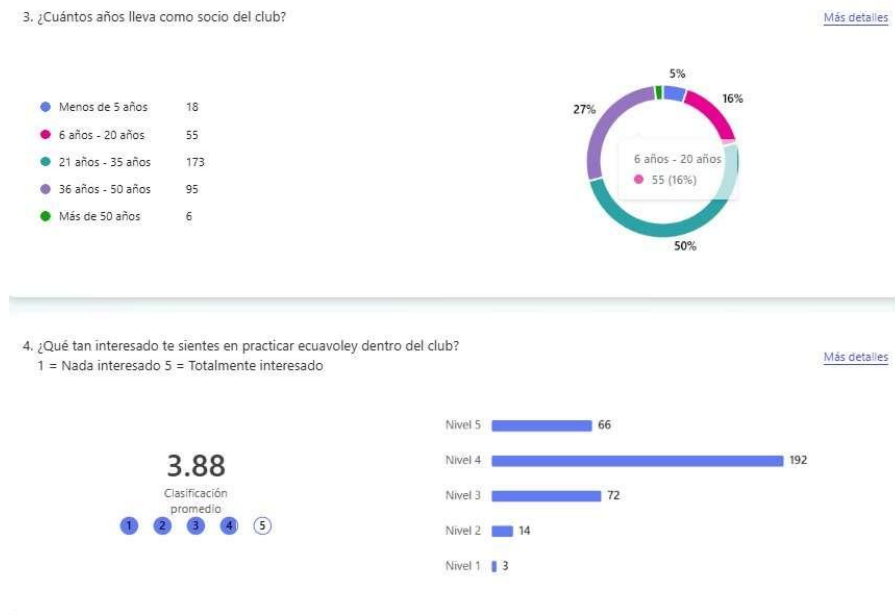 3. ¿Cuántos años lleva como socio del club?
Más detalles
Menos de 5 años 18
6 años - 20 años 55
21 años - 35 años 173
36 años - 50 años 95
Más de 50 años 6
5%
16%
27%
6 años - 20 años
55 (16%)
50%
4. ¿Qué tan interesado te sientes en practicar ecuavoley dentro del club?
1 = Nada interesado 5 = Totalmente interesado
Más detalles
3.88
Clasificación
promedio
1 2 3 4 5
Nivel 5 66
Nivel 4 192
Nivel 3 72
Nivel 2 14
Nivel 1 3